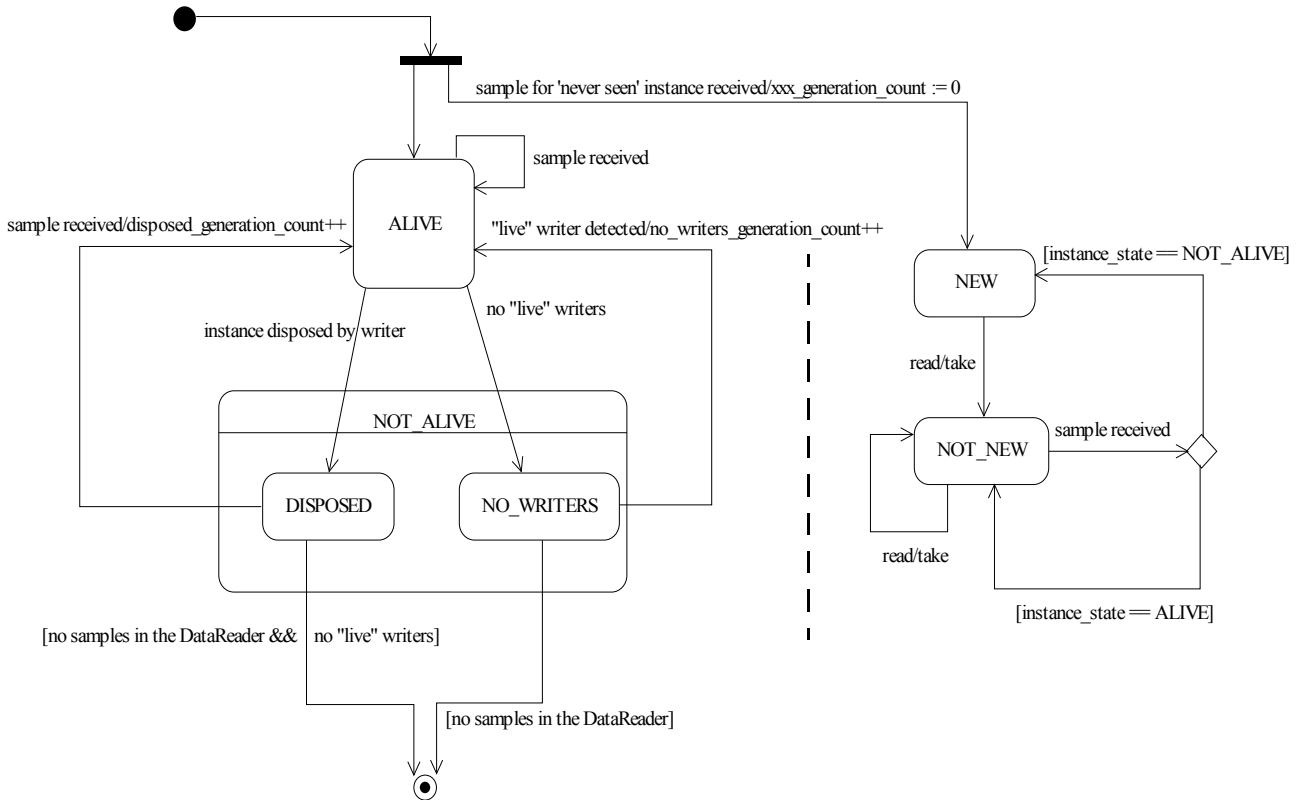 sample for 'never seen' instance received/xxx_generation_count := 0
sample received
ALIVE
sample received/disposed_generation_count++
"live" writer detected/no_writers_generation_count++
[instance_state == NOT_ALIVE]
NEW
no "live" writers
instance disposed by writer
read/take
NOT_ALIVE
sample received
NOT_NEW
DISPOSED
NO_WRITERS
read/take
[instance_state == ALIVE]
[no samples in the DataReader && no "live" writers]
[no samples in the DataReader]